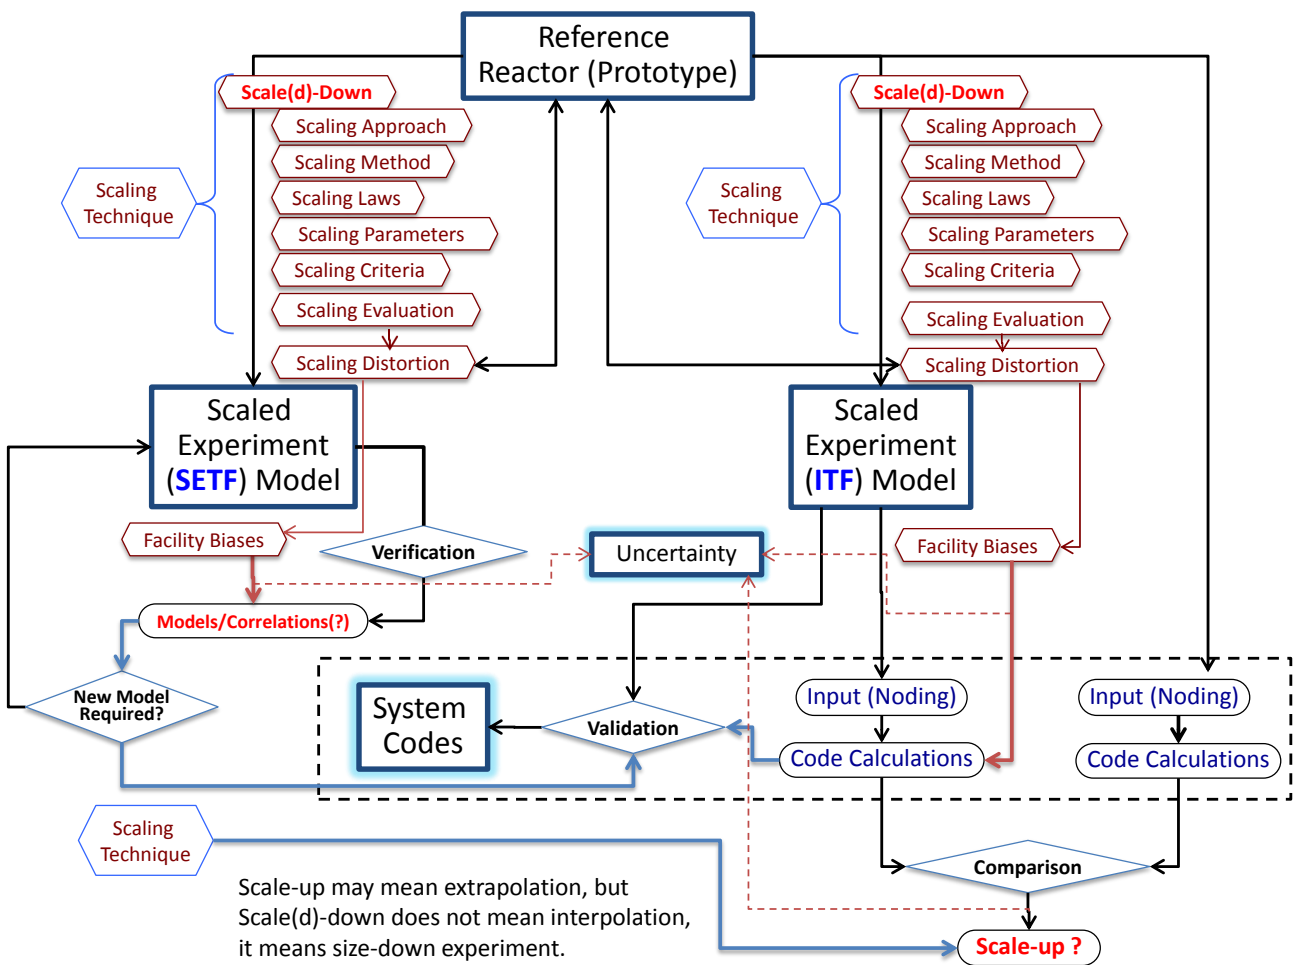 Reference
Reactor (Prototype)
Scale(d)-Down
Scaling Approach
Scaling Method
Scaling Laws
Scaling Parameters
Scaling Criteria
Scaling Evaluation
Scaling Distortion
Scaling
Technique
Scale(d)-Down
Scaling Approach
Scaling Method
Scaling Laws
Scaling Parameters
Scaling Criteria
Scaling Evaluation
Scaling Distortion
Scaling
Technique
Scaled
Experiment
(SETF) Model
Scaled
Experiment
(ITF) Model
Facility Biases
Verification
Uncertainty
Facility Biases
Models/Correlations(?)
New Model
Required?
System
Codes
Validation
Input (Noding)
Code Calculations
Input (Noding)
Code Calculations
Scaling
Technique
Comparison
Scale-up may mean extrapolation, but
Scale(d)-down does not mean interpolation,
it means size-down experiment.
Scale-up ?